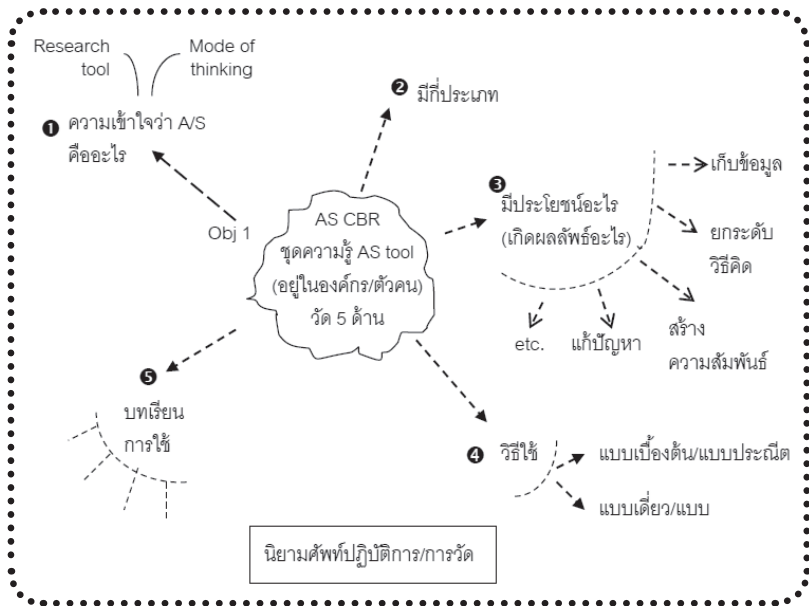 Research
tool
Mode of
thinking
❶ ความเข้าใจว่า A/S
คืออะไร
❷ มีกี่ประเภท
Obj 1
AS CBR
ชุดความรู้ AS tool
(อยู่ในองค์กร/ตัวคน)
วัด 5 ด้าน
❸
มีประโยชน์อะไร
(เกิดผลลัพธ์อะไร)
เก็บข้อมูล
ยกระดับ
วิธีคิด
สร้าง
ความสัมพันธ์
แก้ปัญหา
etc.
❹ วิธีใช้
แบบเบื้องต้น/แบบประณีต
แบบเดี่ยว/แบบ
❺
บทเรียน
การใช้
นิยามศัพท์ปฏิบัติการ/การวัด